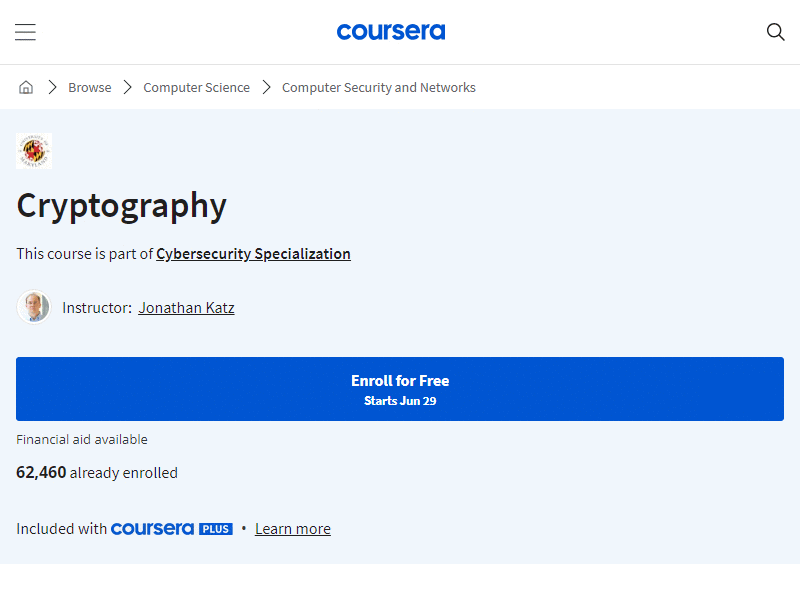 coursera
Browse Computer Science Computer Security and Networks
Cryptography
This course is part of Cybersecurity Specialization
Instructor: Jonathan Katz
Enroll for Free
Starts Jun 29
Financial aid available
62,460 already enrolled
Included with coursera PLUS • Learn more